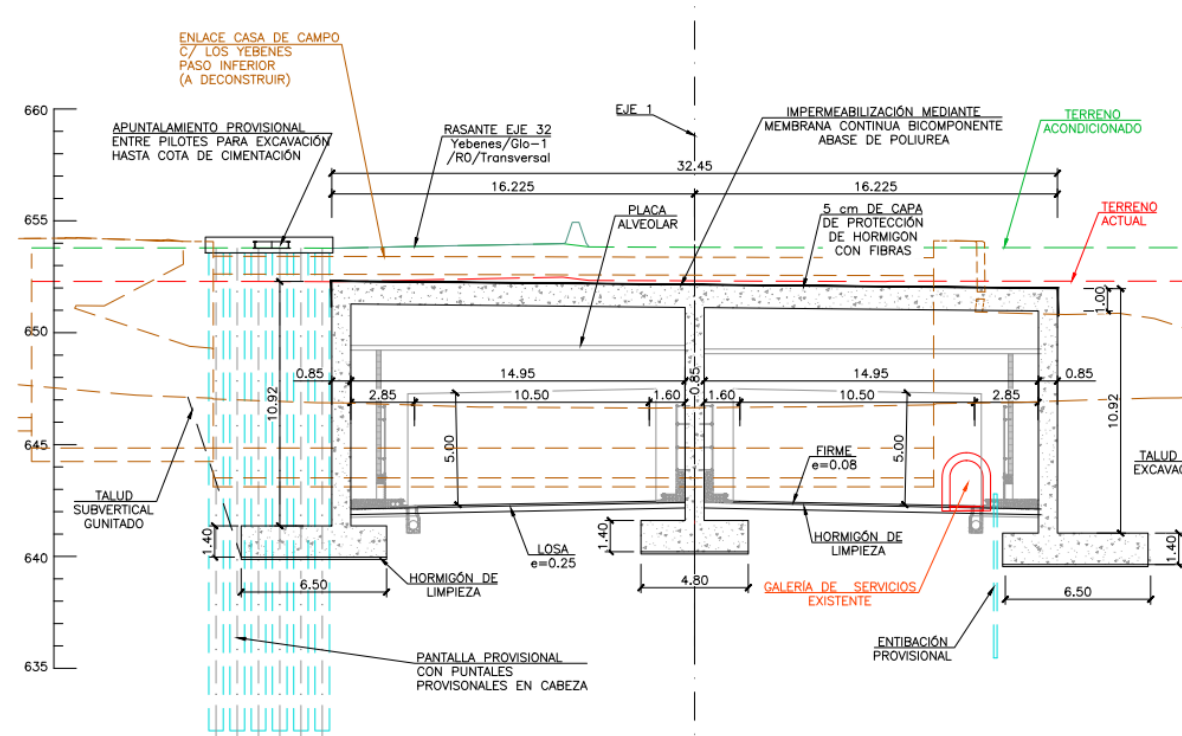 ENLACE CASA DE CAMPO
C/ LOS YEBENES
PASO INFERIOR
(A DECONSTRUIR)
660
655
650
645
640
635
APUNTALAMIENTO PROVISIONAL
ENTRE PILOTES PARA EXCAVACIÓN
HASTA COTA DE CIMENTACIÓN
RASANTE EJE 32
Yebenes/Glo-1
/RO/Transversal
EJE 1
IMPERMEABILIZACIÓN MEDIANTE
MEMBRANA CONTINUA BICOMPONENTE
ABASE DE POLIUREA
TERRENO
ACONDICIONADO
32.45
16.225
16.225
PLACA
ALVEOLAR
5 cm DE CAPA
DE PROTECCIÓN
DE HORMIGON
CON FIBRAS
TERRENO
ACTUAL
1.00
0.85
14.95
0.85
14.95
0.85
2.85
10.50
1.60
1.60
10.50
2.85
10.92
5.00
5.00
10.92
FIRME
e=0.08
TALUD
SUBVERTICAL
GUNITADO
TALUD
EXCAVAC
1.40
LOSA
e=0.25
1.40
HORMIGÓN DE
LIMPIEZA
1.40
HORMIGÓN DE
LIMPIEZA
6.50
4.80
GALERÍA DE SERVICIOS
EXISTENTE
6.50
ENTIBACIÓN
PROVISIONAL
PANTALLA PROVISIONAL
CON PUNTALES
PROVISONALES EN CABEZA